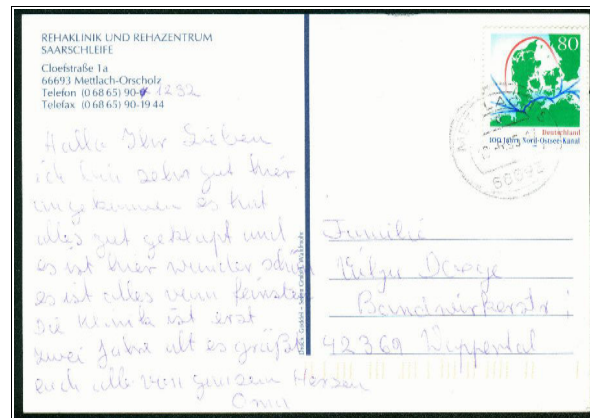 REHAKLINIK UND REHAZENTRUM
SAARSCHLEIFE
Cloefstraße 1a
66693 Mettlach-Orscholz
Telefon (0 68 65) 90- 1232
Telefax (0 68 65) 90-19 44
Hallo Ihr Lieben
ich bin sehr gut hier
angekommen es hat
alles gut geklapt und
es ist hier wunder schön
es ist alles vom feinsten
die Klinik ist erst
zwei Jahre alt es grüßt
euch alle von ganzem Herzen
Oma
80
Deutschland
100 Jahre Nord-Ostsee-Kanal
66693
Familie
42369 Wuppertal